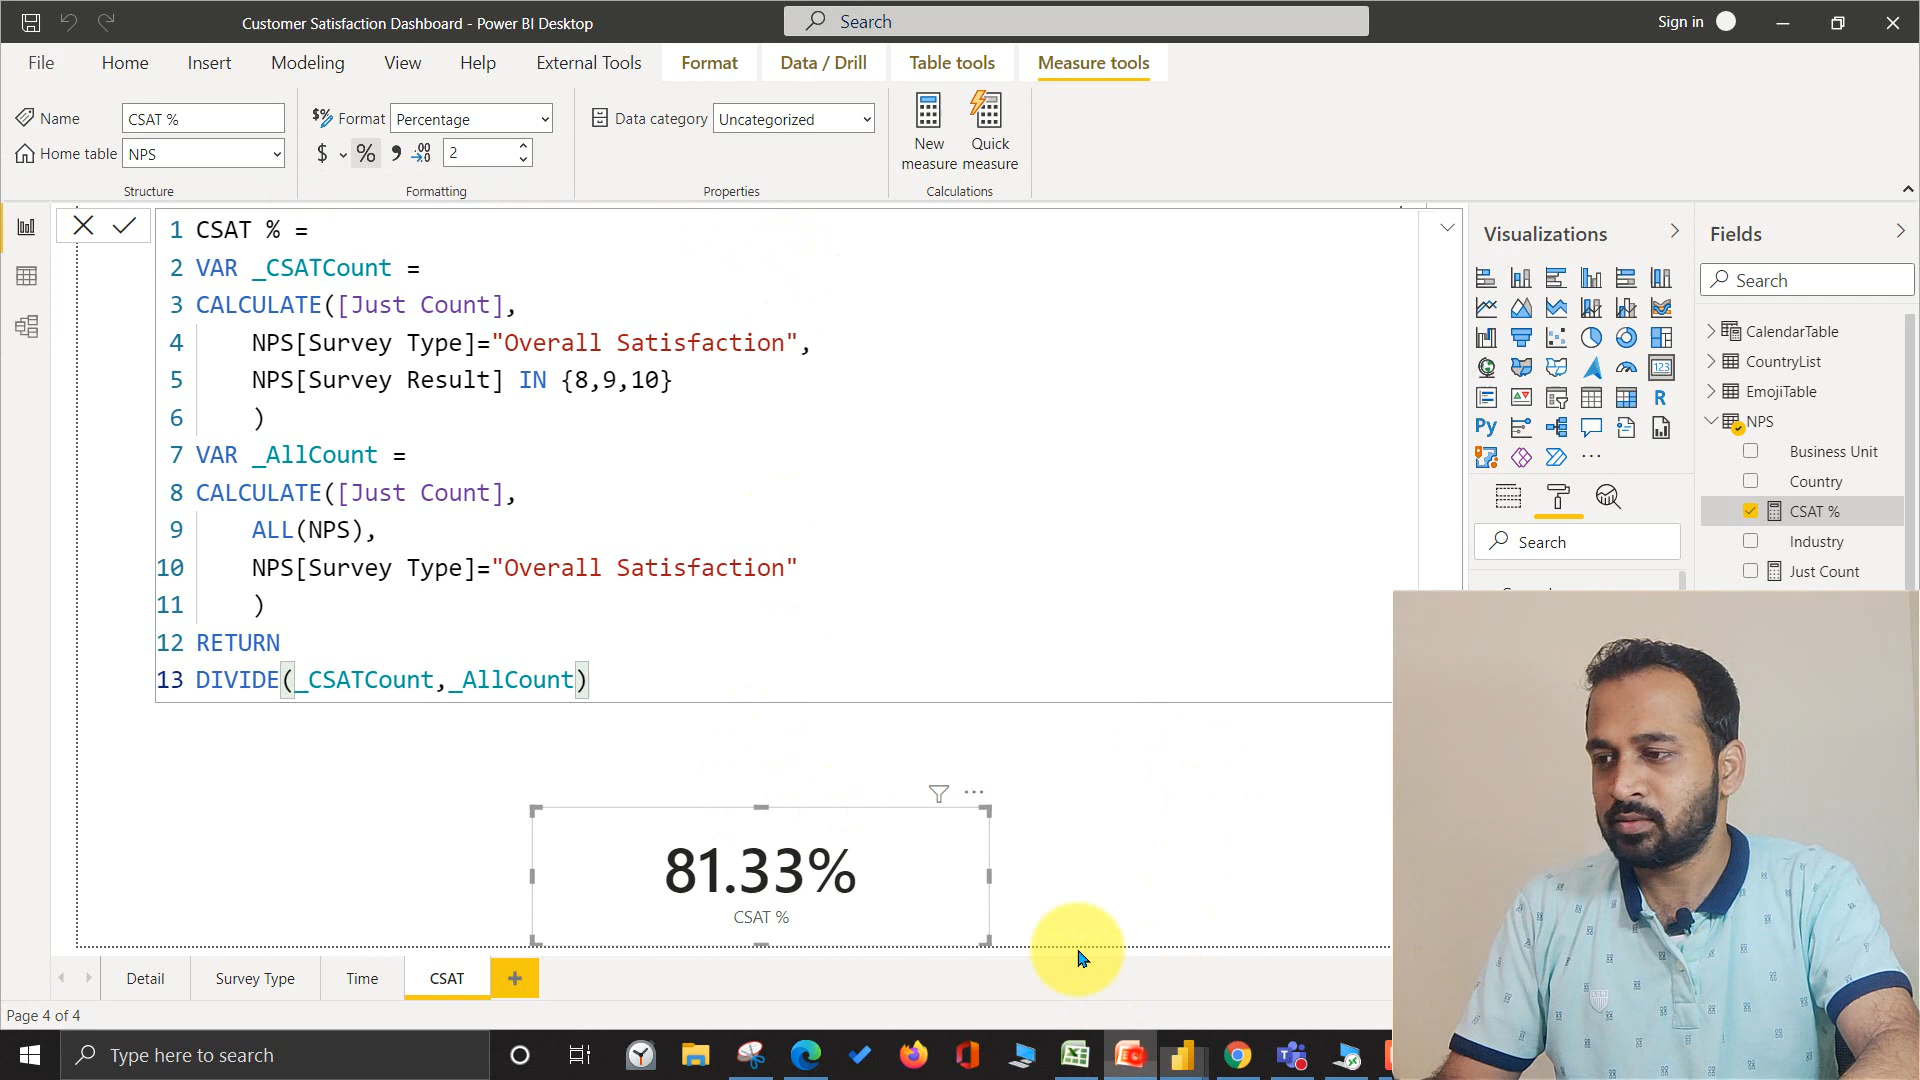 Customer Satisfaction Dashboard - Power BI Desktop
Search
Sign in
File
Home
Insert
Modeling
View
Help
External Tools
Format
Data / Drill
Table tools
Measure tools
Name
CSAT %
Format
Percentage
Data category
Uncategorized
Home table
NPS
$
%
2
New measure
Quick measure
Structure
Formatting
Properties
Calculations
1 CSAT % =
2 VAR _CSATCount =
3 CALCULATE([Just Count],
4 NPS[Survey Type]="Overall Satisfaction",
5 NPS[Survey Result] IN {8,9,10}
6 )
7 VAR _AllCount =
8 CALCULATE([Just Count],
9 ALL(NPS),
10 NPS[Survey Type]="Overall Satisfaction"
11 )
12 RETURN
13 DIVIDE(_CSATCount,_AllCount)
81.33%
CSAT %
Visualizations
123
R
Py
Search
Fields
Search
CalendarTable
CountryList
EmojiTable
NPS
Business Unit
Country
CSAT %
Industry
Just Count
Detail
Survey Type
Time
CSAT
+
Page 4 of 4
Type here to search